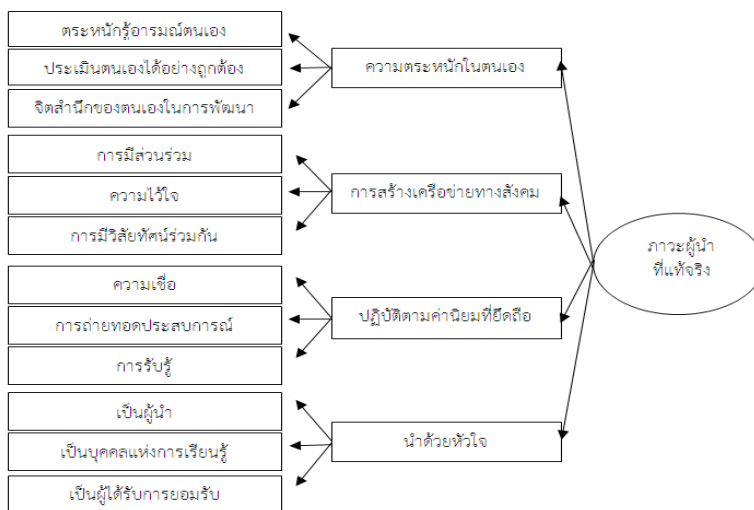 ตระหนักรู้อารมณ์ตนเอง
ประเมินตนเองได้อย่างถูกต้อง
จิตสำนึกของตนเองในการพัฒนา
ความตระหนักในตนเอง
การมีส่วนร่วม
ความไว้ใจ
การมีวิสัยทัศน์ร่วมกัน
การสร้างเครือข่ายทางสังคม
ความเชื่อ
การถ่ายทอดประสบการณ์
การรับรู้
ปฏิบัติตามค่านิยมที่ยึดถือ
เป็นผู้นำ
เป็นบุคคลแห่งการเรียนรู้
เป็นผู้ได้รับการยอมรับ
นำด้วยหัวใจ
ภาวะผู้นำ
ที่แท้จริง